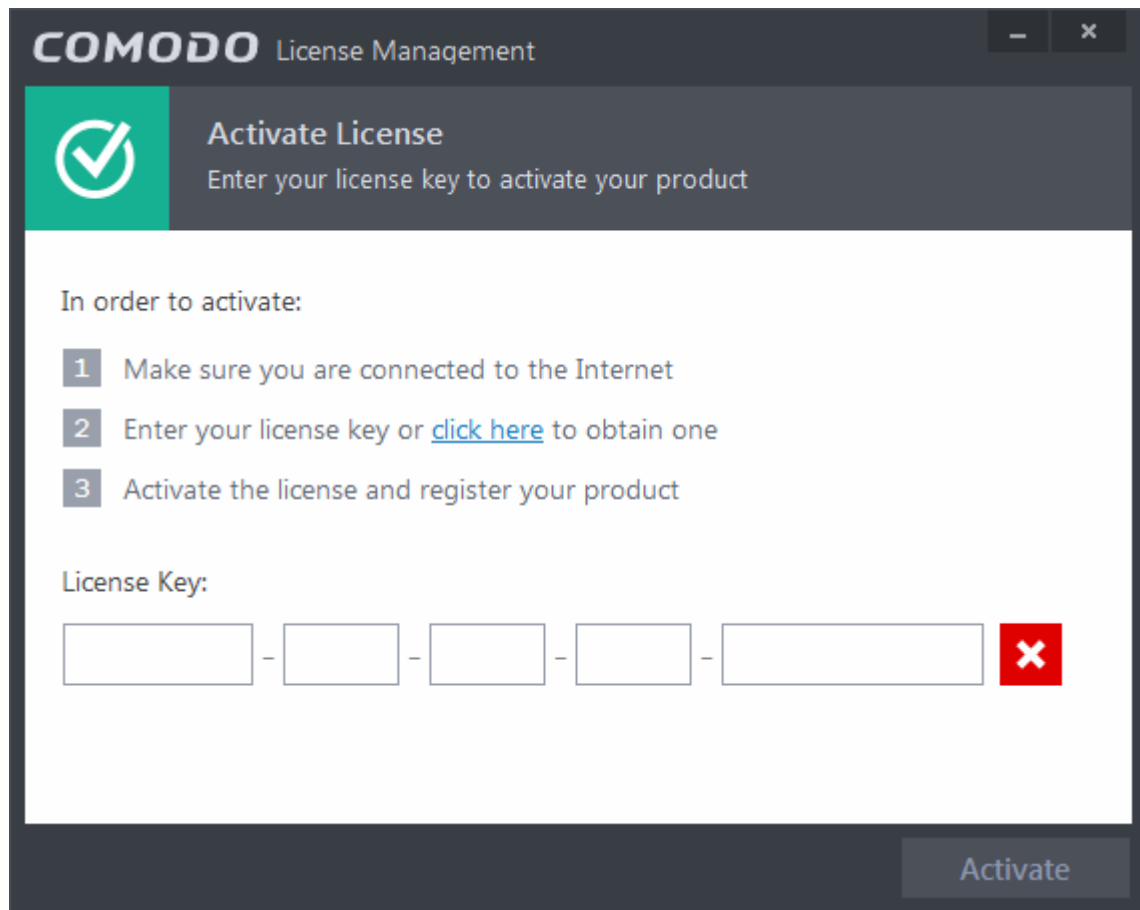 COMODO License Management
Activate License
Enter your license key to activate your product
In order to activate:
1 Make sure you are connected to the Internet
2 Enter your license key or click here to obtain one
3 Activate the license and register your product
License Key:
- - - -
Activate